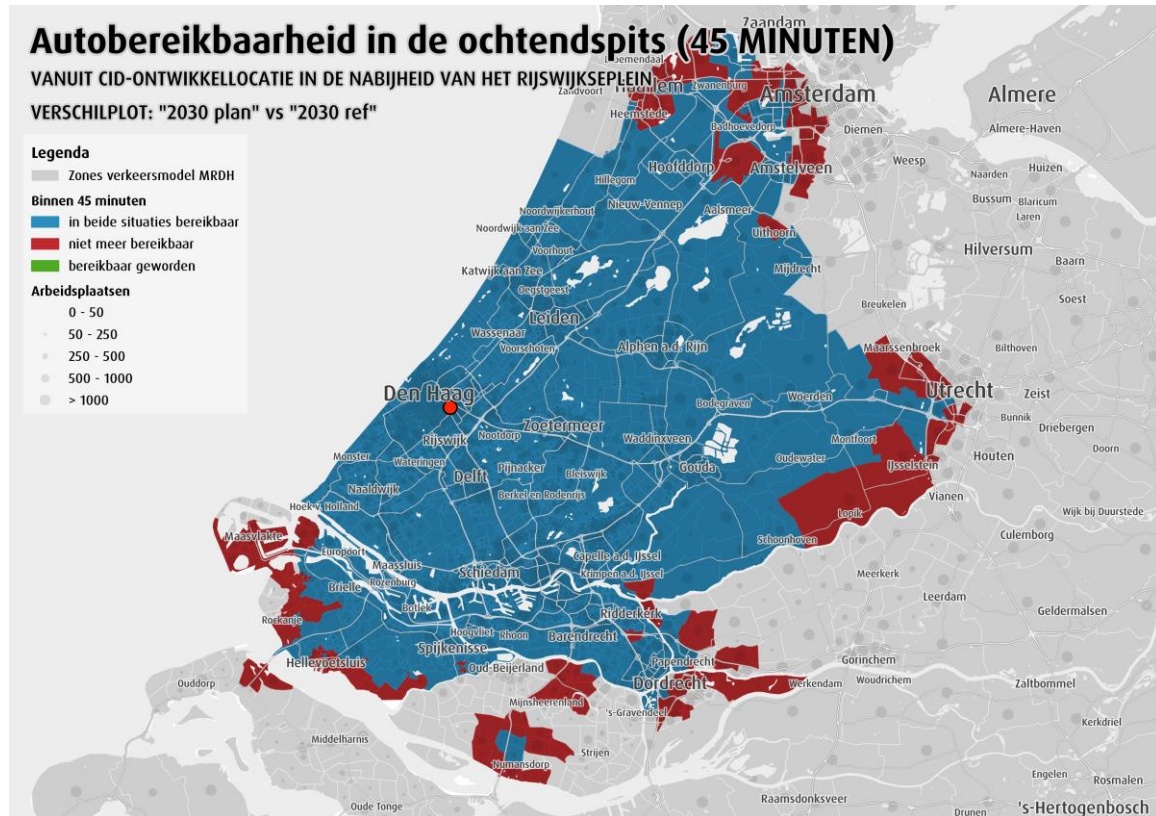 Autobereikbaarheid in de ochtendspits (45 MINUTEN)
VANUIT CID-ONTWIKKELLOCATIE IN DE NABIJHEID VAN HET RIJSWIJKSEPLEIN
VERSCHILPLOT: "2030 plan" vs "2030 ref"
Legenda
Zones verkeersmodel MRDH
Binnen 45 minuten
in beide situaties bereikbaar
niet meer bereikbaar
bereikbaar geworden
Arbeidsplaatsen
0 - 50
50 - 250
250 - 500
500 - 1000
> 1000
Zaandam
Zandvoort
Haarlem
Zwanenburg
Amsterdam
Almere
Heemstede
Badhoevedorp
Diemen
Almere-Haven
Hoofddorp
Amstelveen
Weesp
Huizen
Naarden
Hillegom
Bussum
Blaricum
Nieuw-Vennep
Aalsmeer
Laren
Noordwijkerhout
Noordwijk aan Zee
Uithoorn
Hilversum
Voorhout
Baarn
Katwijk aan Zee
Mijdrecht
Oegstgeest
Breukelen
Soest
Leiden
Wassenaar
Voorschoten
Alphen a.d. Rijn
Maarssenbroek
Bilthoven
Den Haag
Bodegraven
Woerden
Utrecht
Zeist
Rijswijk
Nootdorp
Zoetermeer
Waddinxveen
Montfoort
Bunnik
Driebergen
Monster
Wateringen
Delft
Pijnacker
Bleiswijk
Gouda
Oudewater
IJsselstein
Houten
Doorn
Naaldwijk
Berkel en Rodenrijs
Vianen
Hoek v. Holland
Lopik
Wijk bij Duurstede
Maasvlakte
Europoort
Maassluis
Capelle a.d. IJssel
Schoonhoven
Culemborg
Brielle
Rozenburg
Schiedam
Krimpen a.d. IJssel
Meerkerk
Botlek
Leerdam
Rockanje
Ridderkerk
Geldermalsen
Hoogvliet
Rhoon
Barendrecht
Spijkenisse
Hellevoetsluis
Oud-Beijerland
Papendrecht
Gorinchem
Ouddorp
Dordrecht
Werkendam
Woudrichem
Zaltbommel
Mijnsheerenland
's-Gravendeel
Kerkdriel
Middelharnis
Strijen
Numansdorp
Engelen
Rosmalen
Oude Tonge
Raamsdonksveer
Drunen
's-Hertogenbosch